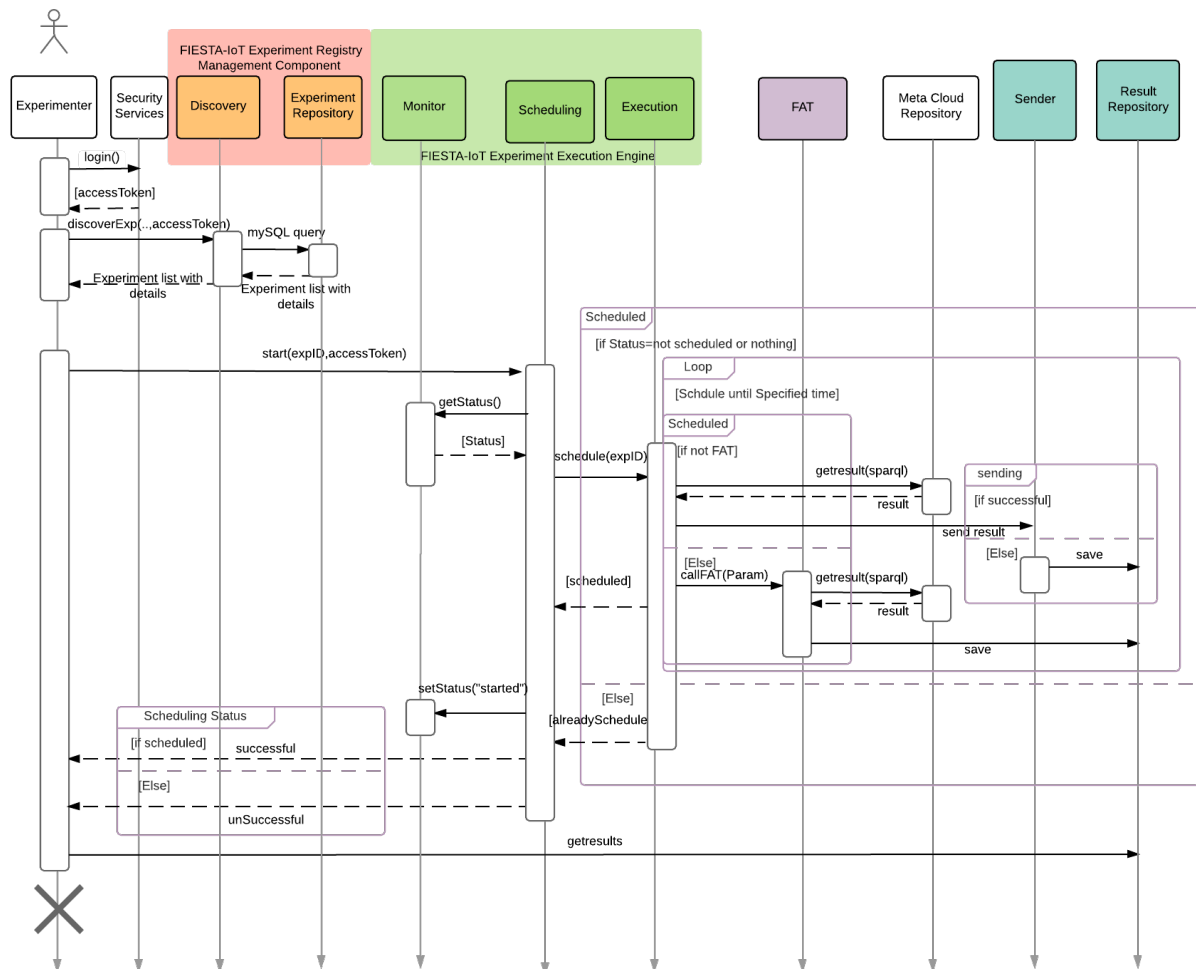 FIESTA-IoT Experiment Registry
Management Component
Experimenter
Security
Services
Discovery
Experiment
Repository
Monitor
Scheduling
Execution
FAT
Meta Cloud
Repository
Sender
Result
Repository
FIESTA-IoT Experiment Execution Engine
login()
[accessToken]
discoverExp(..,accessToken)
mySQL query
Experiment list with
details
Experiment list with
details
Scheduled
[if Status=not scheduled or nothing]
start(expID,accessToken)
Loop
[Schdule until Specified time]
getStatus()
Scheduled
[Status]
[if not FAT]
schedule(expID)
getresult(sparql)
result
sending
[if successful]
send result
[Else]
save
[Else]
callFAT(Param)
[scheduled]
getresult(sparql)
result
save
setStatus("started")
[Else]
[alreadySchedule
Scheduling Status
[if scheduled]
successful
[Else]
unSuccessful
getresults